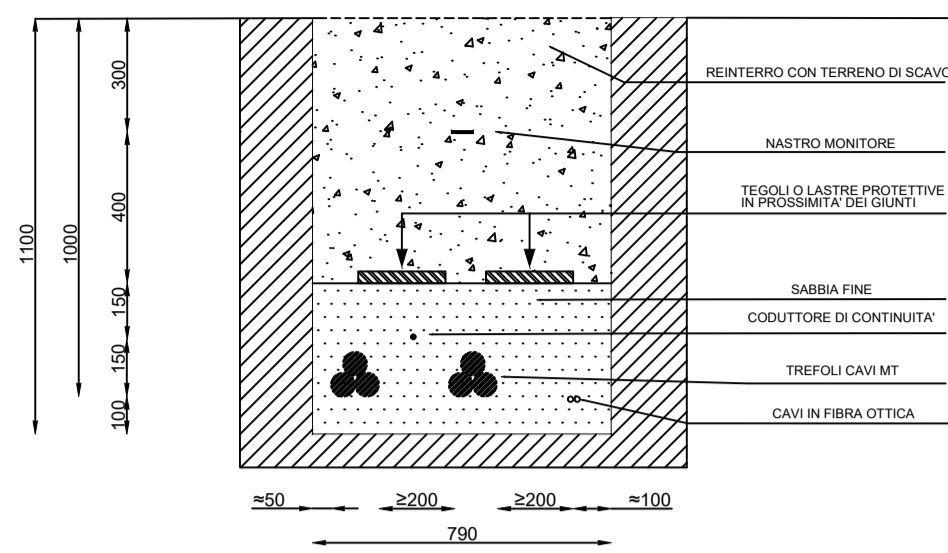 1100
1000
300
400
150
150
100
REINTERRO CON TERRENO DI SCAVO
NASTRO MONITORE
TEGOLI O LASTRE PROTETTIVE
IN PROSSIMITA' DEI GIUNTI
SABBIA FINE
CODUTTORE DI CONTINUITA'
TREFOLI CAVI MT
CAVI IN FIBRA OTTICA
≈50
≥200
≥200
≈100
790